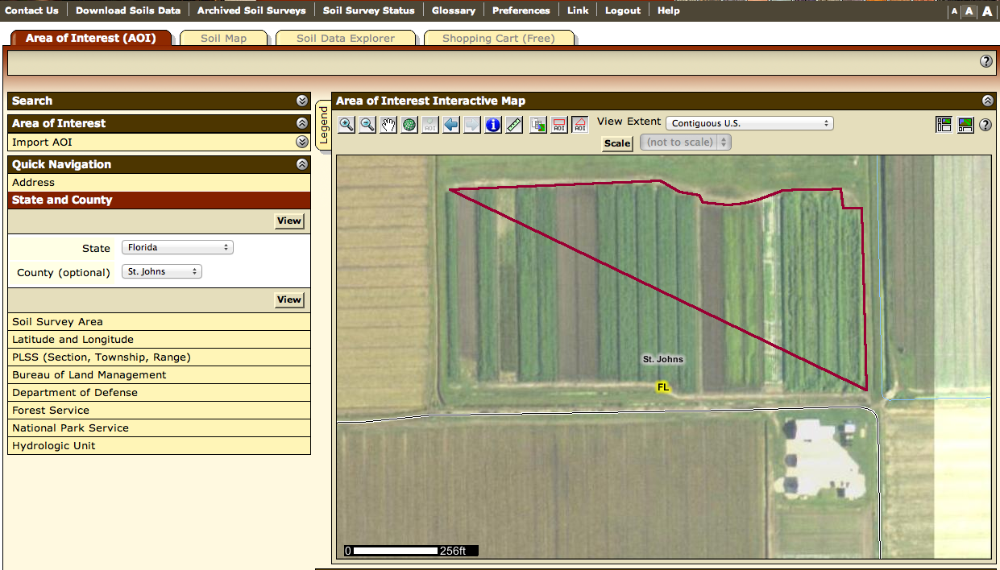 Contact Us Download Soils Data Archived Soil Surveys Soil Survey Status Glossary Preferences Link Logout Help A A A
Area of Interest (AOI) Soil Map Soil Data Explorer Shopping Cart (Free)
?
Search
Area of Interest
Import AOI
Quick Navigation
Address
State and County
View
State Florida
County (optional) St. Johns
View
Soil Survey Area
Latitude and Longitude
PLSS (Section, Township, Range)
Bureau of Land Management
Department of Defense
Forest Service
National Park Service
Hydrologic Unit
Legend
Area of Interest Interactive Map
AOI i AOI AOI View Extent Contiguous U.S. ?
Scale (not to scale)
St. Johns
FL
0 256ft